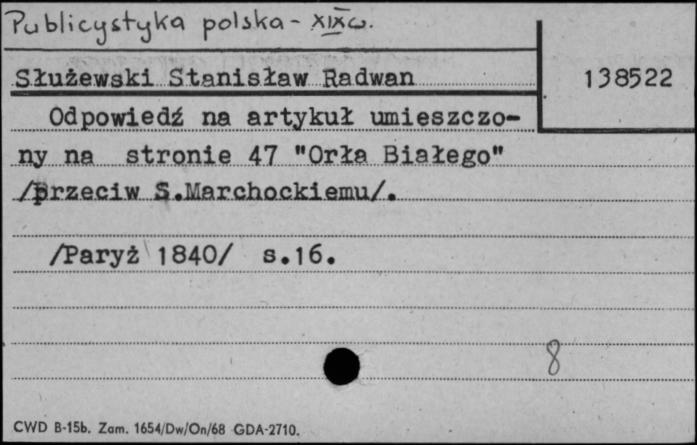 Publicystyka polska - XIX w.
Służewski Stanisław Radwan
138522
Odpowiedź na artykuł umieszczo-
ny na stronie 47 "Orła Białego"
/przeciw S.Marchockiemu/.
/Paryż 1840/ s.16.
8
CWD B-15b. Zam. 1654/Dw/On/68 GDA-2710.